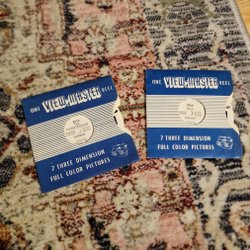 ONE VIEW-MASTER REEL
7 THREE DIMENSION
FULL COLOR PICTURES
ONE VIEW-MASTER REEL
7 THREE DIMENSION
FULL COLOR PICTURES